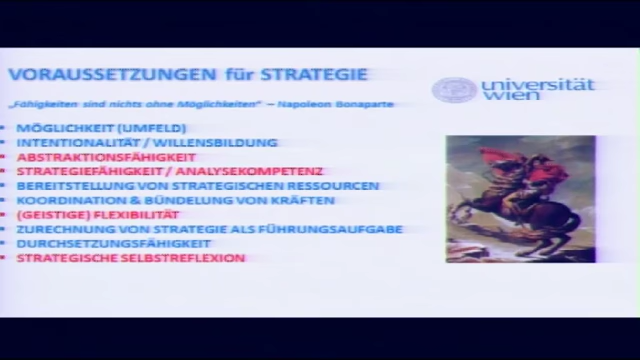 VORAUSSETZUNGEN für STRATEGIE
„Fähigkeiten sind nichts ohne Möglichkeiten“ – Napoleon Bonaparte
universität
wien
• MÖGLICHKEIT (UMFELD)
• INTENTIONALITÄT / WILLENSBILDUNG
• ABSTRAKTIONSFÄHIGKEIT
• STRATEGIEFÄHIGKEIT / ANALYSEKOMPETENZ
• BEREITSTELLUNG VON STRATEGISCHEN RESSOURCEN
• KOORDINATION & BÜNDELUNG VON KRÄFTEN
• (GEISTIGE) FLEXIBILITÄT
• ZURECHNUNG VON STRATEGIE ALS FÜHRUNGSAUFGABE
• DURCHSETZUNGSFÄHIGKEIT
• STRATEGISCHE SELBSTREFLEXION